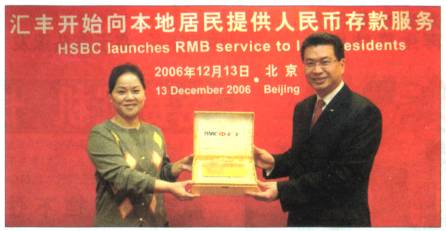 汇丰开始向本地居民提供人民币存款服务
HSBC launches RMB service to l residents
2006年12月13日·北京
13 December 2006 Beijing
HSBC